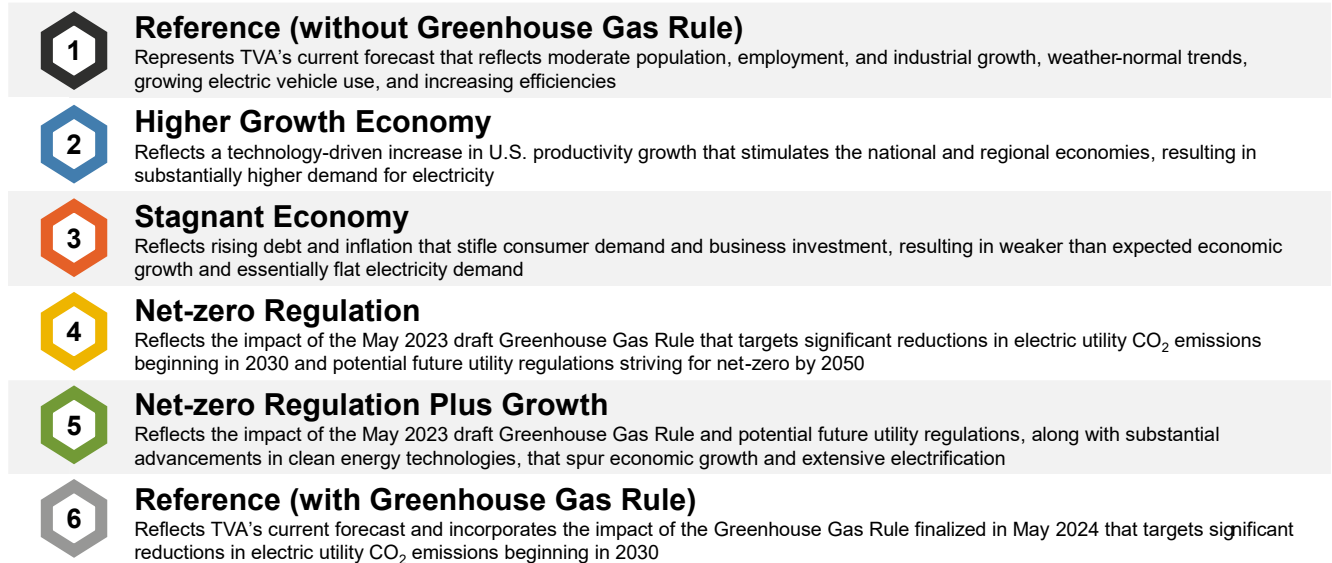 1
Reference (without Greenhouse Gas Rule)
Represents TVA's current forecast that reflects moderate population, employment, and industrial growth, weather-normal trends,
growing electric vehicle use, and increasing efficiencies
2
Higher Growth Economy
Reflects a technology-driven increase in U.S. productivity growth that stimulates the national and regional economies, resulting in
substantially higher demand for electricity
3
Stagnant Economy
Reflects rising debt and inflation that stifle consumer demand and business investment, resulting in weaker than expected economic
growth and essentially flat electricity demand
4
Net-zero Regulation
Reflects the impact of the May 2023 draft Greenhouse Gas Rule that targets significant reductions in electric utility CO₂ emissions
beginning in 2030 and potential future utility regulations striving for net-zero by 2050
5
Net-zero Regulation Plus Growth
Reflects the impact of the May 2023 draft Greenhouse Gas Rule and potential future utility regulations, along with substantial
advancements in clean energy technologies, that spur economic growth and extensive electrification
6
Reference (with Greenhouse Gas Rule)
Reflects TVA's current forecast and incorporates the impact of the Greenhouse Gas Rule finalized in May 2024 that targets significant
reductions in electric utility CO₂ emissions beginning in 2030